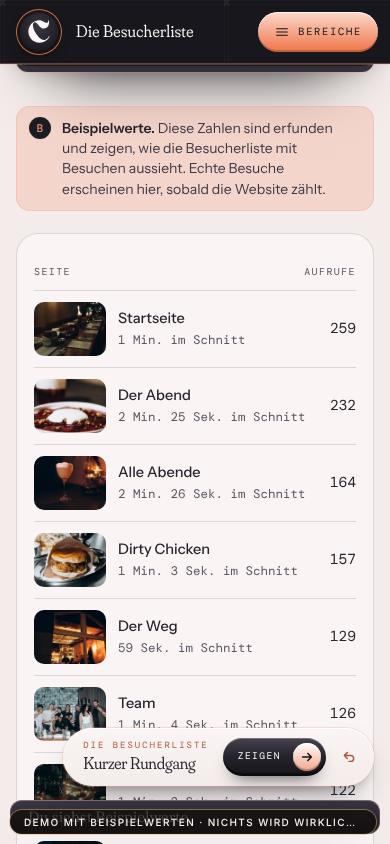 C
Die Besucherliste
BEREICHE
B
Beispielwerte. Diese Zahlen sind erfunden
und zeigen, wie die Besucherliste mit
Besuchen aussieht. Echte Besuche
erscheinen hier, sobald die Website zählt.
SEITE AUFRUFE
Startseite
1 Min. im Schnitt
259
Der Abend
2 Min. 25 Sek. im Schnitt
232
Alle Abende
2 Min. 26 Sek. im Schnitt
164
Dirty Chicken
1 Min. 3 Sek. im Schnitt
157
Der Weg
59 Sek. im Schnitt
129
Team
1 Min. 4 Sek. im Schnitt
126
DIE BESUCHERLISTE
Kurzer Rundgang
ZEIGEN
122
DEMO MIT BEISPIELWERTEN · NICHTS WIRD WIRKLIC…